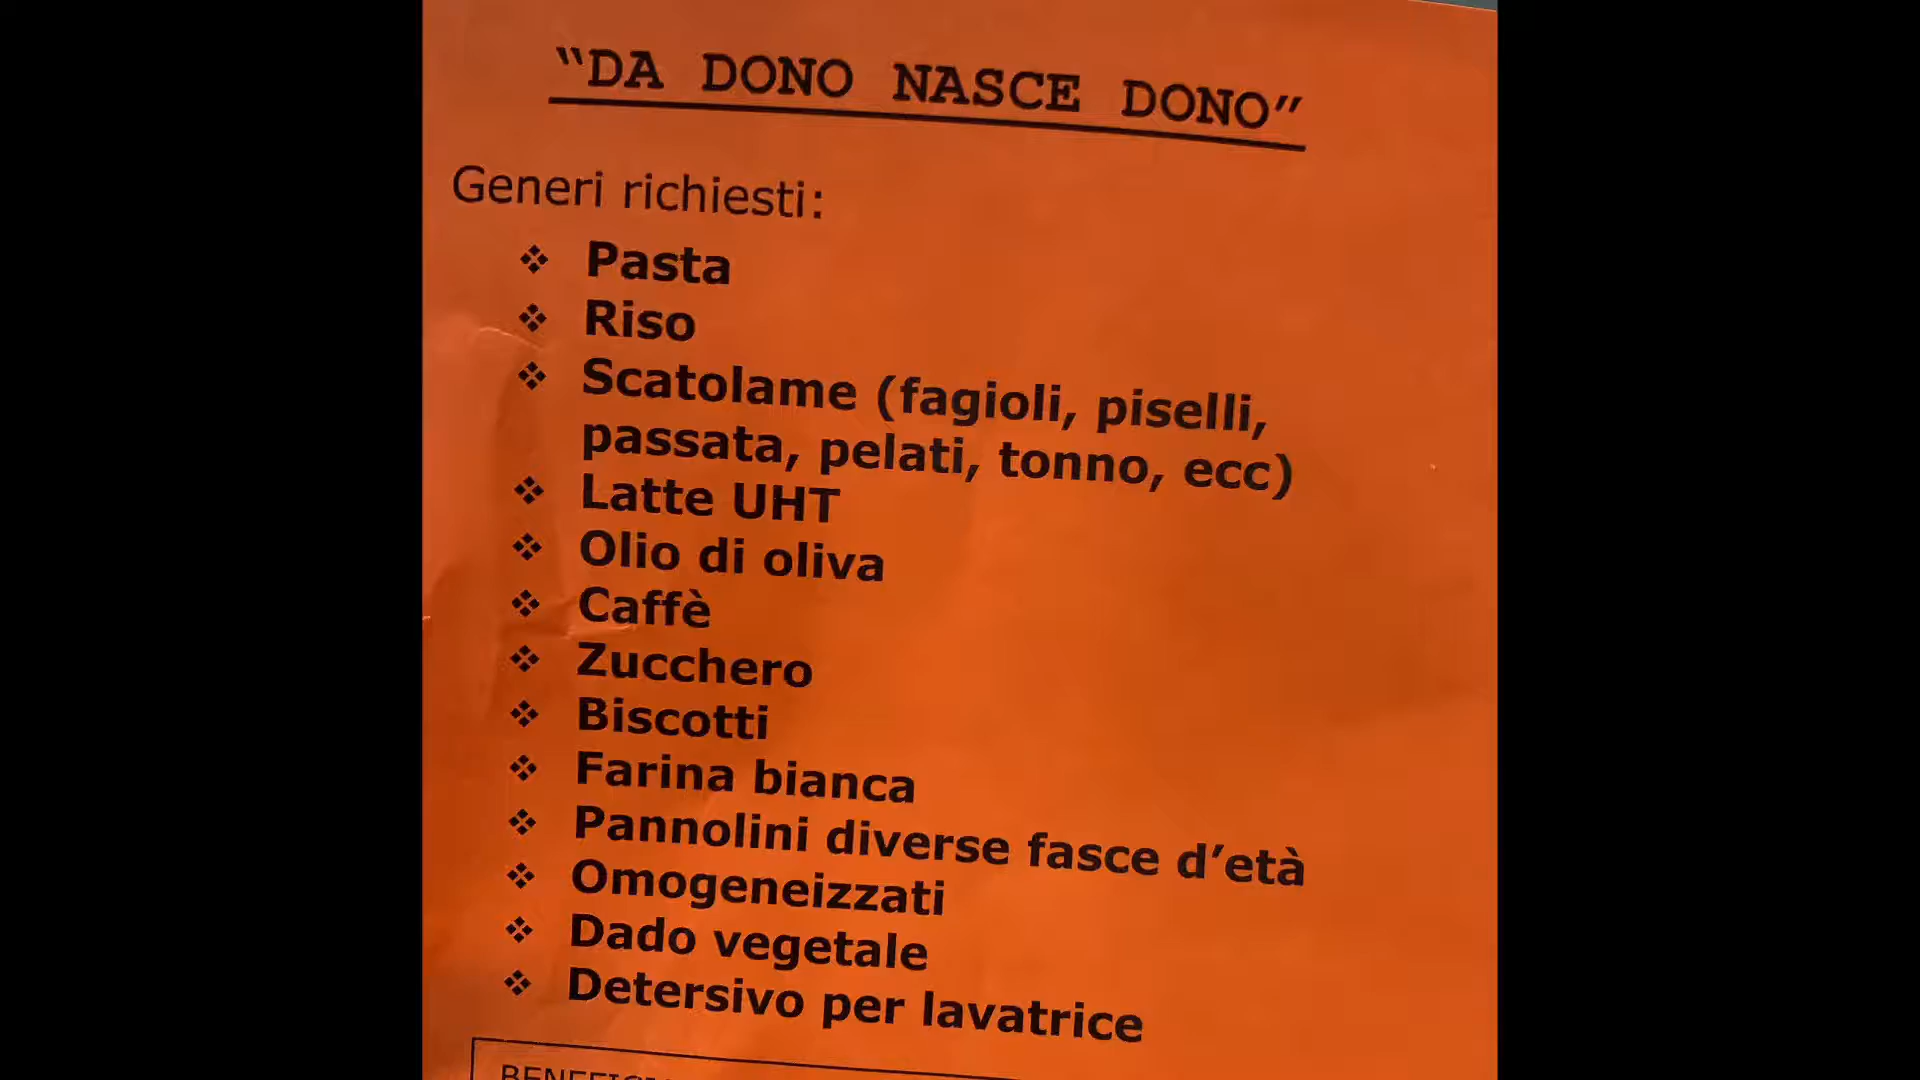 “DA DONO NASCE DONO”
Generi richiesti:
❖ Pasta
❖ Riso
❖ Scatolame (fagioli, piselli,
passata, pelati, tonno, ecc)
❖ Latte UHT
❖ Olio di oliva
❖ Caffè
❖ Zucchero
❖ Biscotti
❖ Farina bianca
❖ Pannolini diverse fasce d’età
❖ Omogeneizzati
❖ Dado vegetale
❖ Detersivo per lavatrice